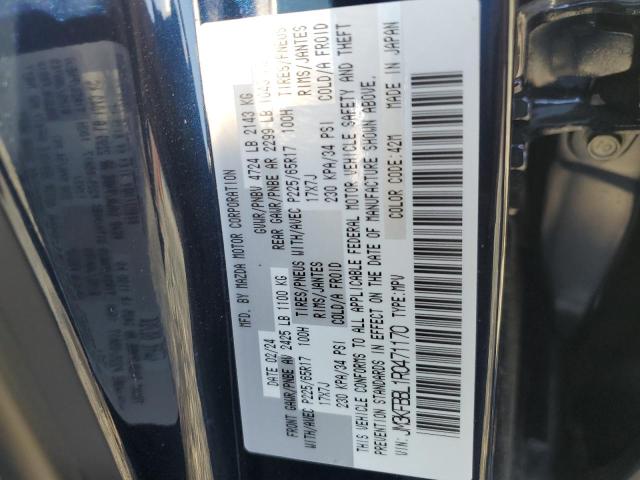 MFD. BY MAZDA MOTOR CORPORATION
DATE 02/24 GVWR/PNBV 4724 LB 2143 KG
FRONT GAWR/PNBE AV 2425 LB 1100 KG REAR GAWR/PNBE AR 2299 LB
WITH/AVEC P225/65R17 100H TIRES/PNEUS WITH/AVEC P225/65R17 100H TIRES/PNEUS
17X7J RIMS/JANTES 17X7J RIMS/JANTES
230 KPA/34 PSI COLD/A FROID 230 KPA/34 PSI COLD/A FROID
THIS VEHICLE CONFORMS TO ALL APPLICABLE FEDERAL MOTOR VEHICLE SAFETY AND THEFT
PREVENTION STANDARDS IN EFFECT ON THE DATE OF MANUFACTURE SHOWN ABOVE.
VIN: JM3KFBBL1R0471170 TYPE:MPV COLOR CODE:42M MADE IN JAPAN